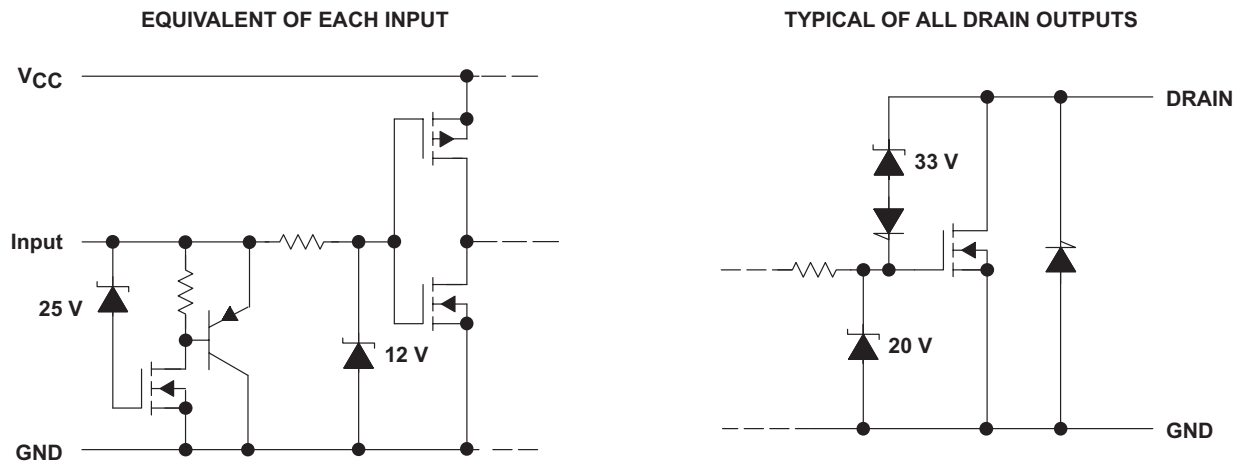 EQUIVALENT OF EACH INPUT
VCC
Input
25 V
12 V
GND
TYPICAL OF ALL DRAIN OUTPUTS
DRAIN
33 V
20 V
GND